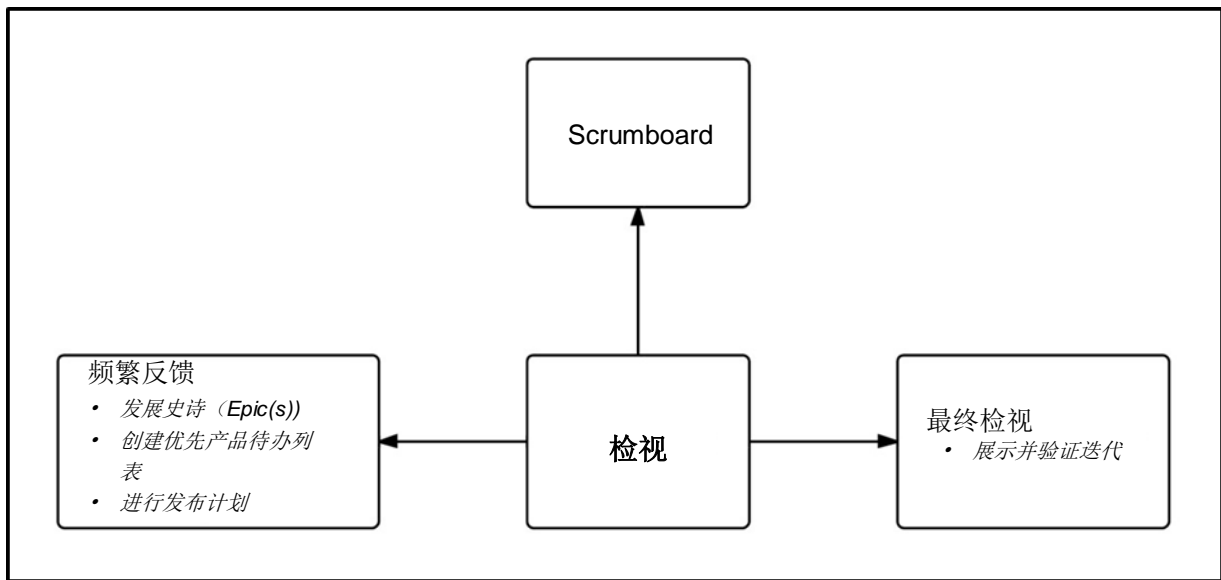 Scrumboard
频繁反馈
• 发展史诗（Epic(s))
• 创建优先产品待办列
表
• 进行发布计划
检视
最终检视
• 展示并验证迭代